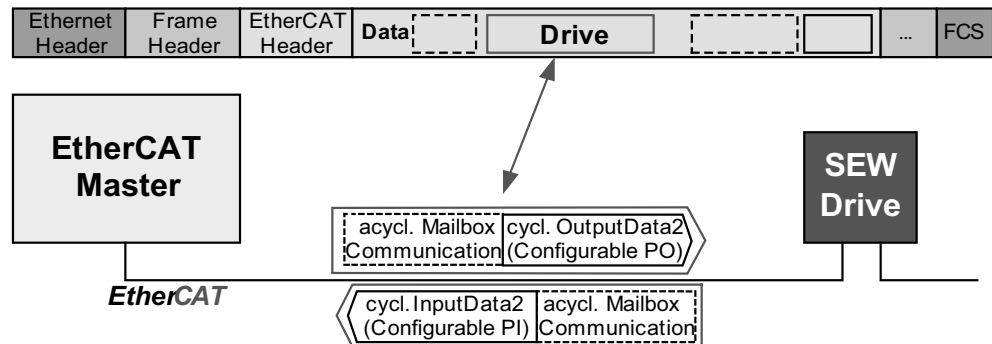 Ethernet Header
Frame Header
EtherCAT Header
Data
Drive
...
FCS
EtherCAT
Master
SEW
Drive
acycl. Mailbox
Communication
cycl. OutputData2
(Configurable PO)
EtherCAT
cycl. InputData2
(Configurable PI)
acycl. Mailbox
Communication